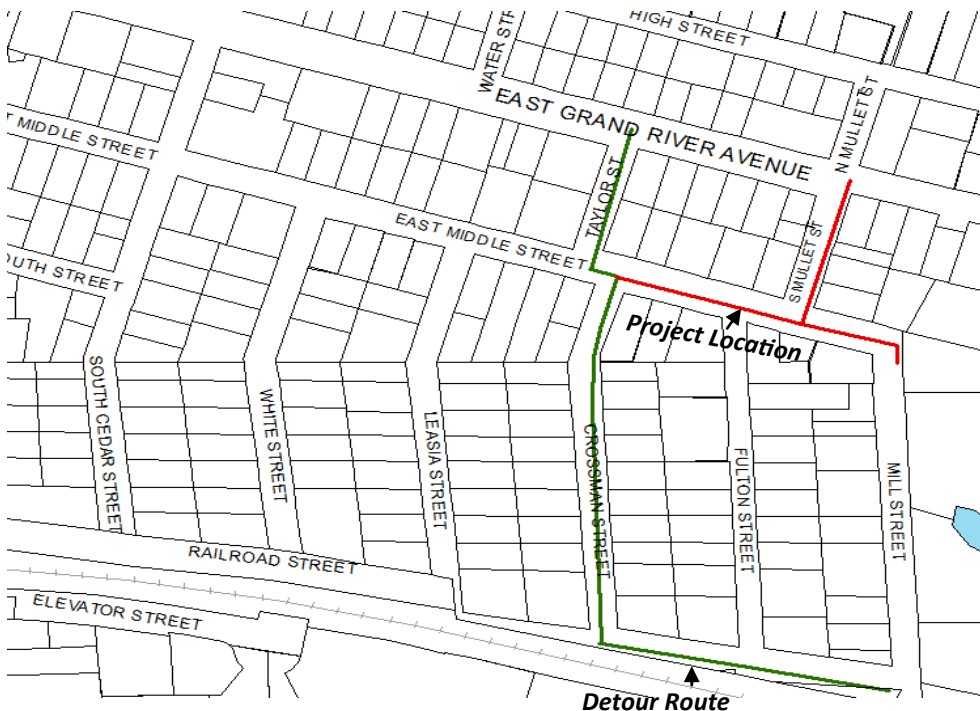 HIGH STREET
WATER STR
EAST GRAND RIVER AVENUE
N MULLET ST
T MIDDLE STREET
TAYLOR ST
EAST MIDDLE STREET
S MULLET ST
OUTH STREET
Project Location
SOUTH CEDAR STREET
WHITE STREET
LEASIA STREET
CROSSMAN STREET
FULTON STREET
MILL STREET
RAILROAD STREET
ELEVATOR STREET
Detour Route